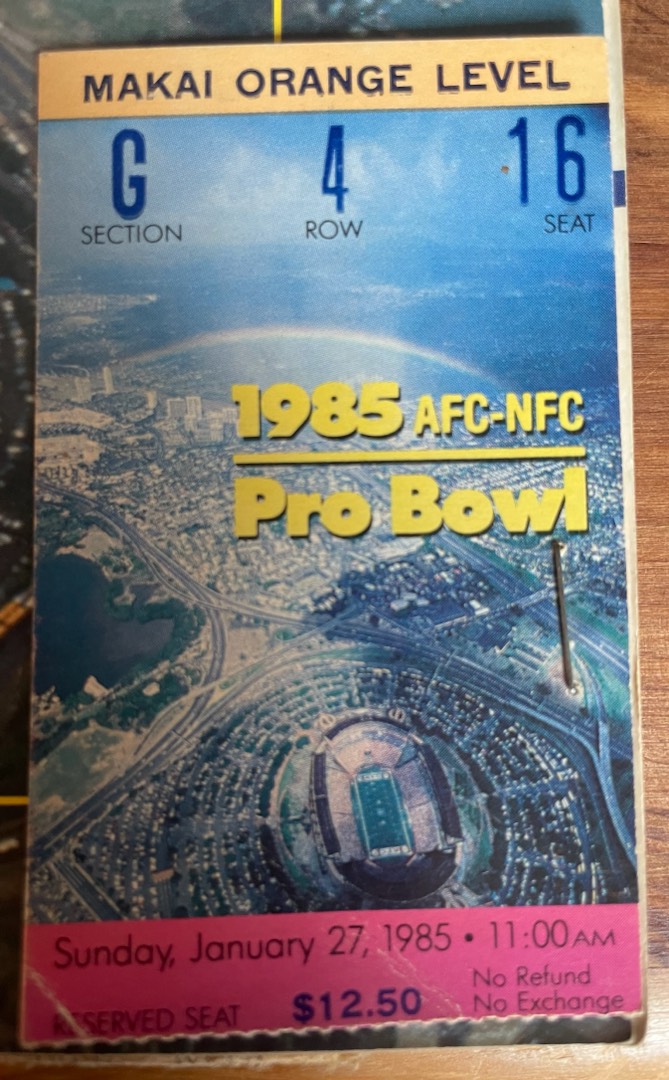 MAKAI ORANGE LEVEL
G 4 16
SECTION ROW SEAT
1985 AFC-NFC
Pro Bowl
Sunday, January 27, 1985 • 11:00 AM
No Refund
RESERVED SEAT $12.50 No Exchange